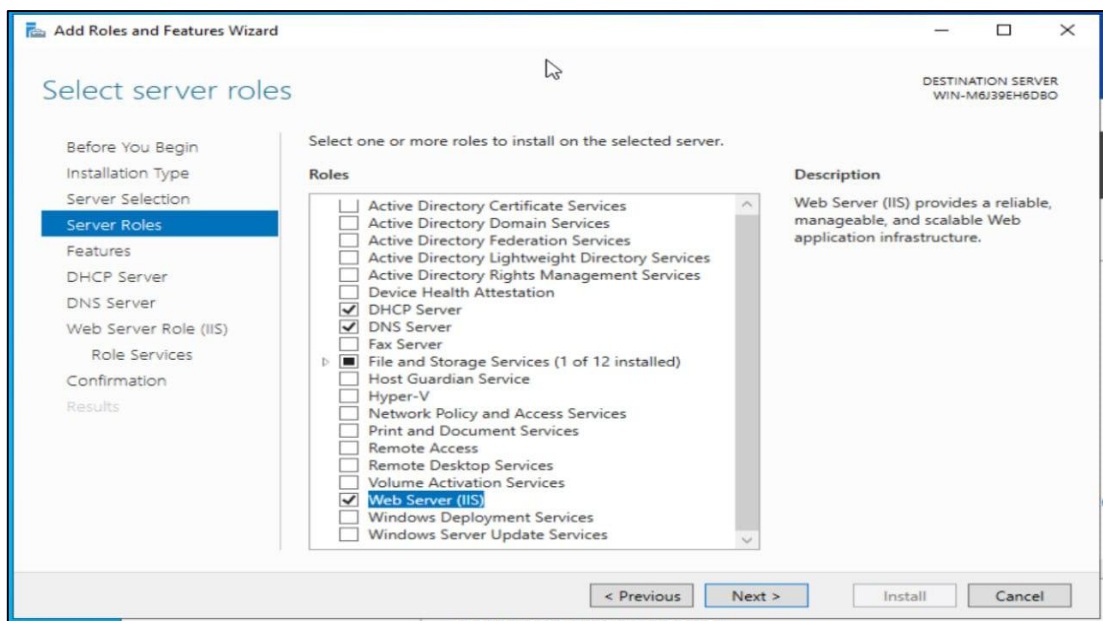 Add Roles and Features Wizard
Select server roles
DESTINATION SERVER
WIN-M6J39EH6DBO
Before You Begin
Installation Type
Server Selection
Server Roles
Features
DHCP Server
DNS Server
Web Server Role (IIS)
Role Services
Confirmation
Results
Select one or more roles to install on the selected server.
Roles
Active Directory Certificate Services
Active Directory Domain Services
Active Directory Federation Services
Active Directory Lightweight Directory Services
Active Directory Rights Management Services
Device Health Attestation
DHCP Server
DNS Server
Fax Server
File and Storage Services (1 of 12 installed)
Host Guardian Service
Hyper-V
Network Policy and Access Services
Print and Document Services
Remote Access
Remote Desktop Services
Volume Activation Services
Web Server (IIS)
Windows Deployment Services
Windows Server Update Services
Description
Web Server (IIS) provides a reliable,
manageable, and scalable Web
application infrastructure.
< Previous
Next >
Install
Cancel